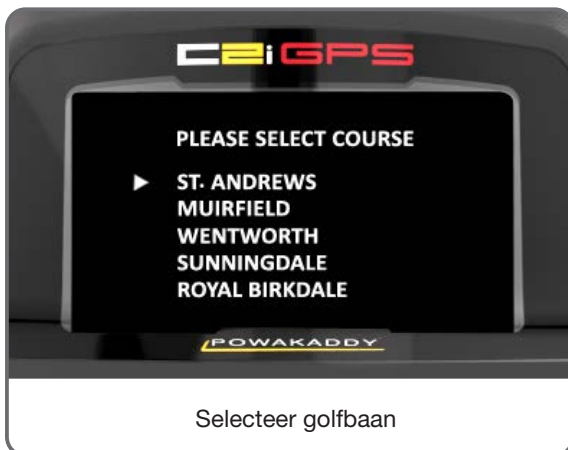 C2i GPS
PLEASE SELECT COURSE
ST. ANDREWS
MUIRFIELD
WENTWORTH
SUNNINGDALE
ROYAL BIRKDALE
POWAKADDY
Selecteer golfbaan